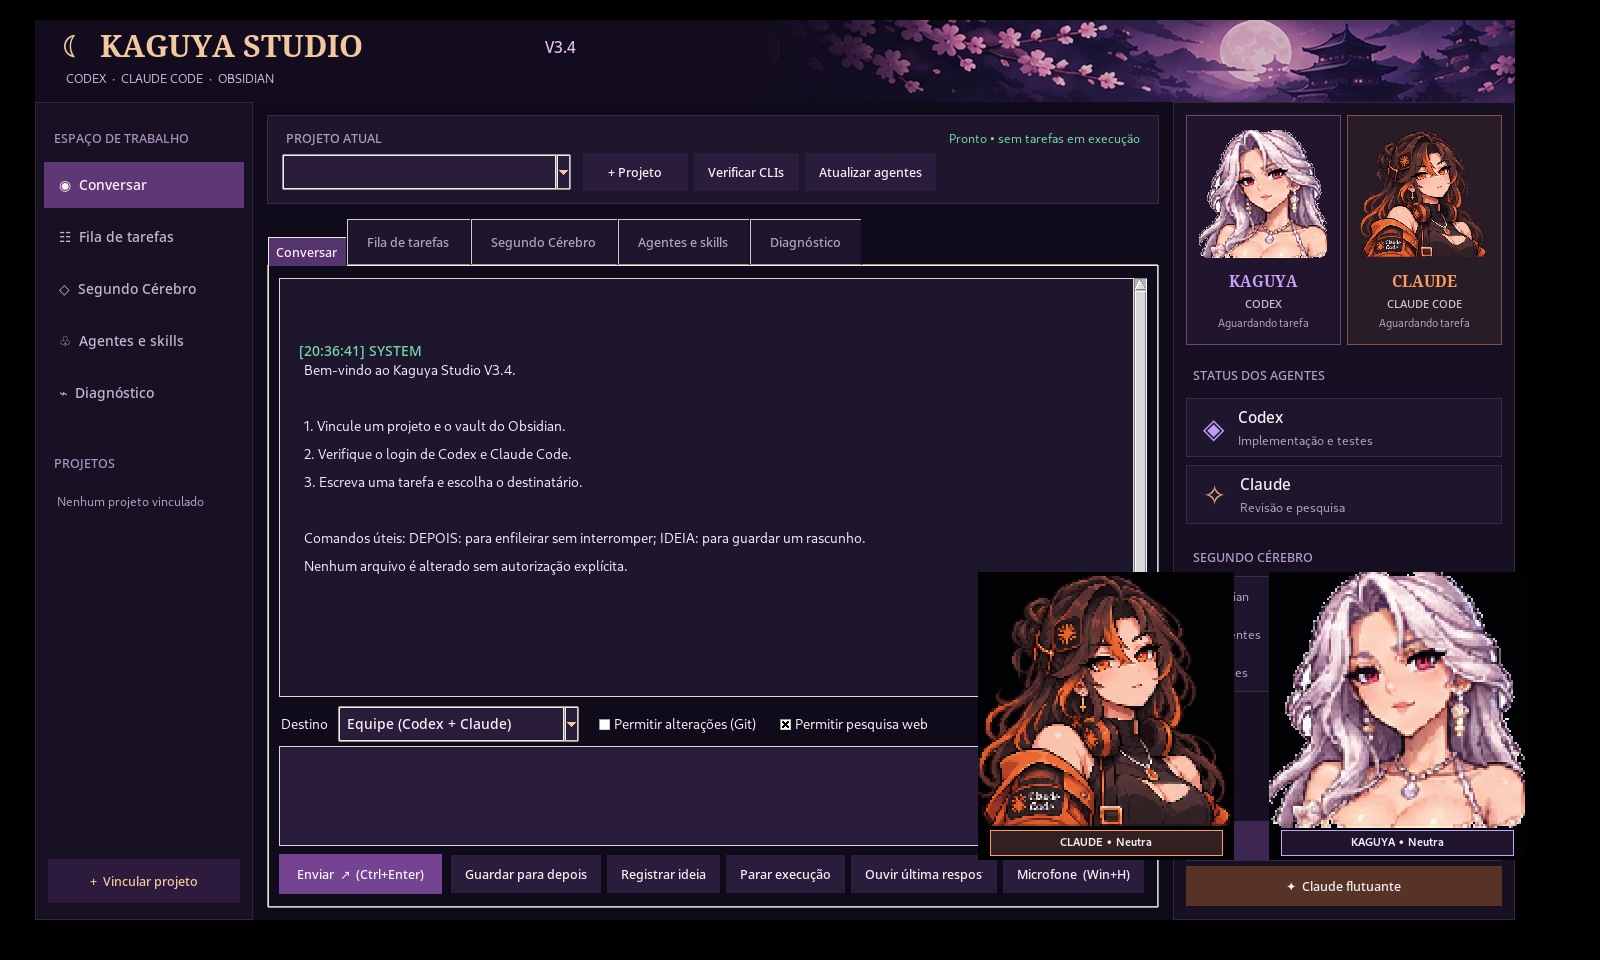 ☾ KAGUYA STUDIO
V3.4
CODEX · CLAUDE CODE · OBSIDIAN
ESPAÇO DE TRABALHO
◉ Conversar
☷ Fila de tarefas
◇ Segundo Cérebro
♧ Agentes e skills
⌁ Diagnóstico
PROJETOS
Nenhum projeto vinculado
+ Vincular projeto
PROJETO ATUAL
Pronto • sem tarefas em execução
+ Projeto
Verificar CLIs
Atualizar agentes
Conversar
Fila de tarefas
Segundo Cérebro
Agentes e skills
Diagnóstico
[20:36:41] SYSTEM
Bem-vindo ao Kaguya Studio V3.4.
1. Vincule um projeto e o vault do Obsidian.
2. Verifique o login de Codex e Claude Code.
3. Escreva uma tarefa e escolha o destinatário.
Comandos úteis: DEPOIS: para enfileirar sem interromper; IDEIA: para guardar um rascunho.
Nenhum arquivo é alterado sem autorização explícita.
Destino
Equipe (Codex + Claude)
Permitir alterações (Git)
Permitir pesquisa web
Enviar ↗ (Ctrl+Enter)
Guardar para depois
Registrar ideia
Parar execução
Ouvir última respos
Microfone (Win+H)
KAGUYA
CODEX
Aguardando tarefa
CLAUDE
CLAUDE CODE
Aguardando tarefa
STATUS DOS AGENTES
Codex
Implementação e testes
Claude
Revisão e pesquisa
SEGUNDO CÉREBRO
ian
entes
es
Claude Code
CLAUDE • Neutra
KAGUYA • Neutra
✦ Claude flutuante